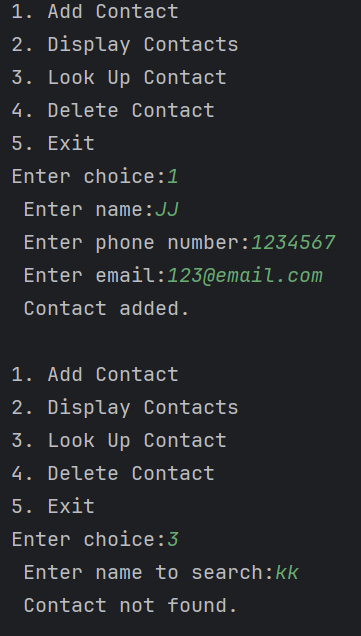 1. Add Contact
2. Display Contacts
3. Look Up Contact
4. Delete Contact
5. Exit
Enter choice:1
Enter name:JJ
Enter phone number:1234567
Enter email:123@email.com
Contact added.
1. Add Contact
2. Display Contacts
3. Look Up Contact
4. Delete Contact
5. Exit
Enter choice:3
Enter name to search:kk
Contact not found.